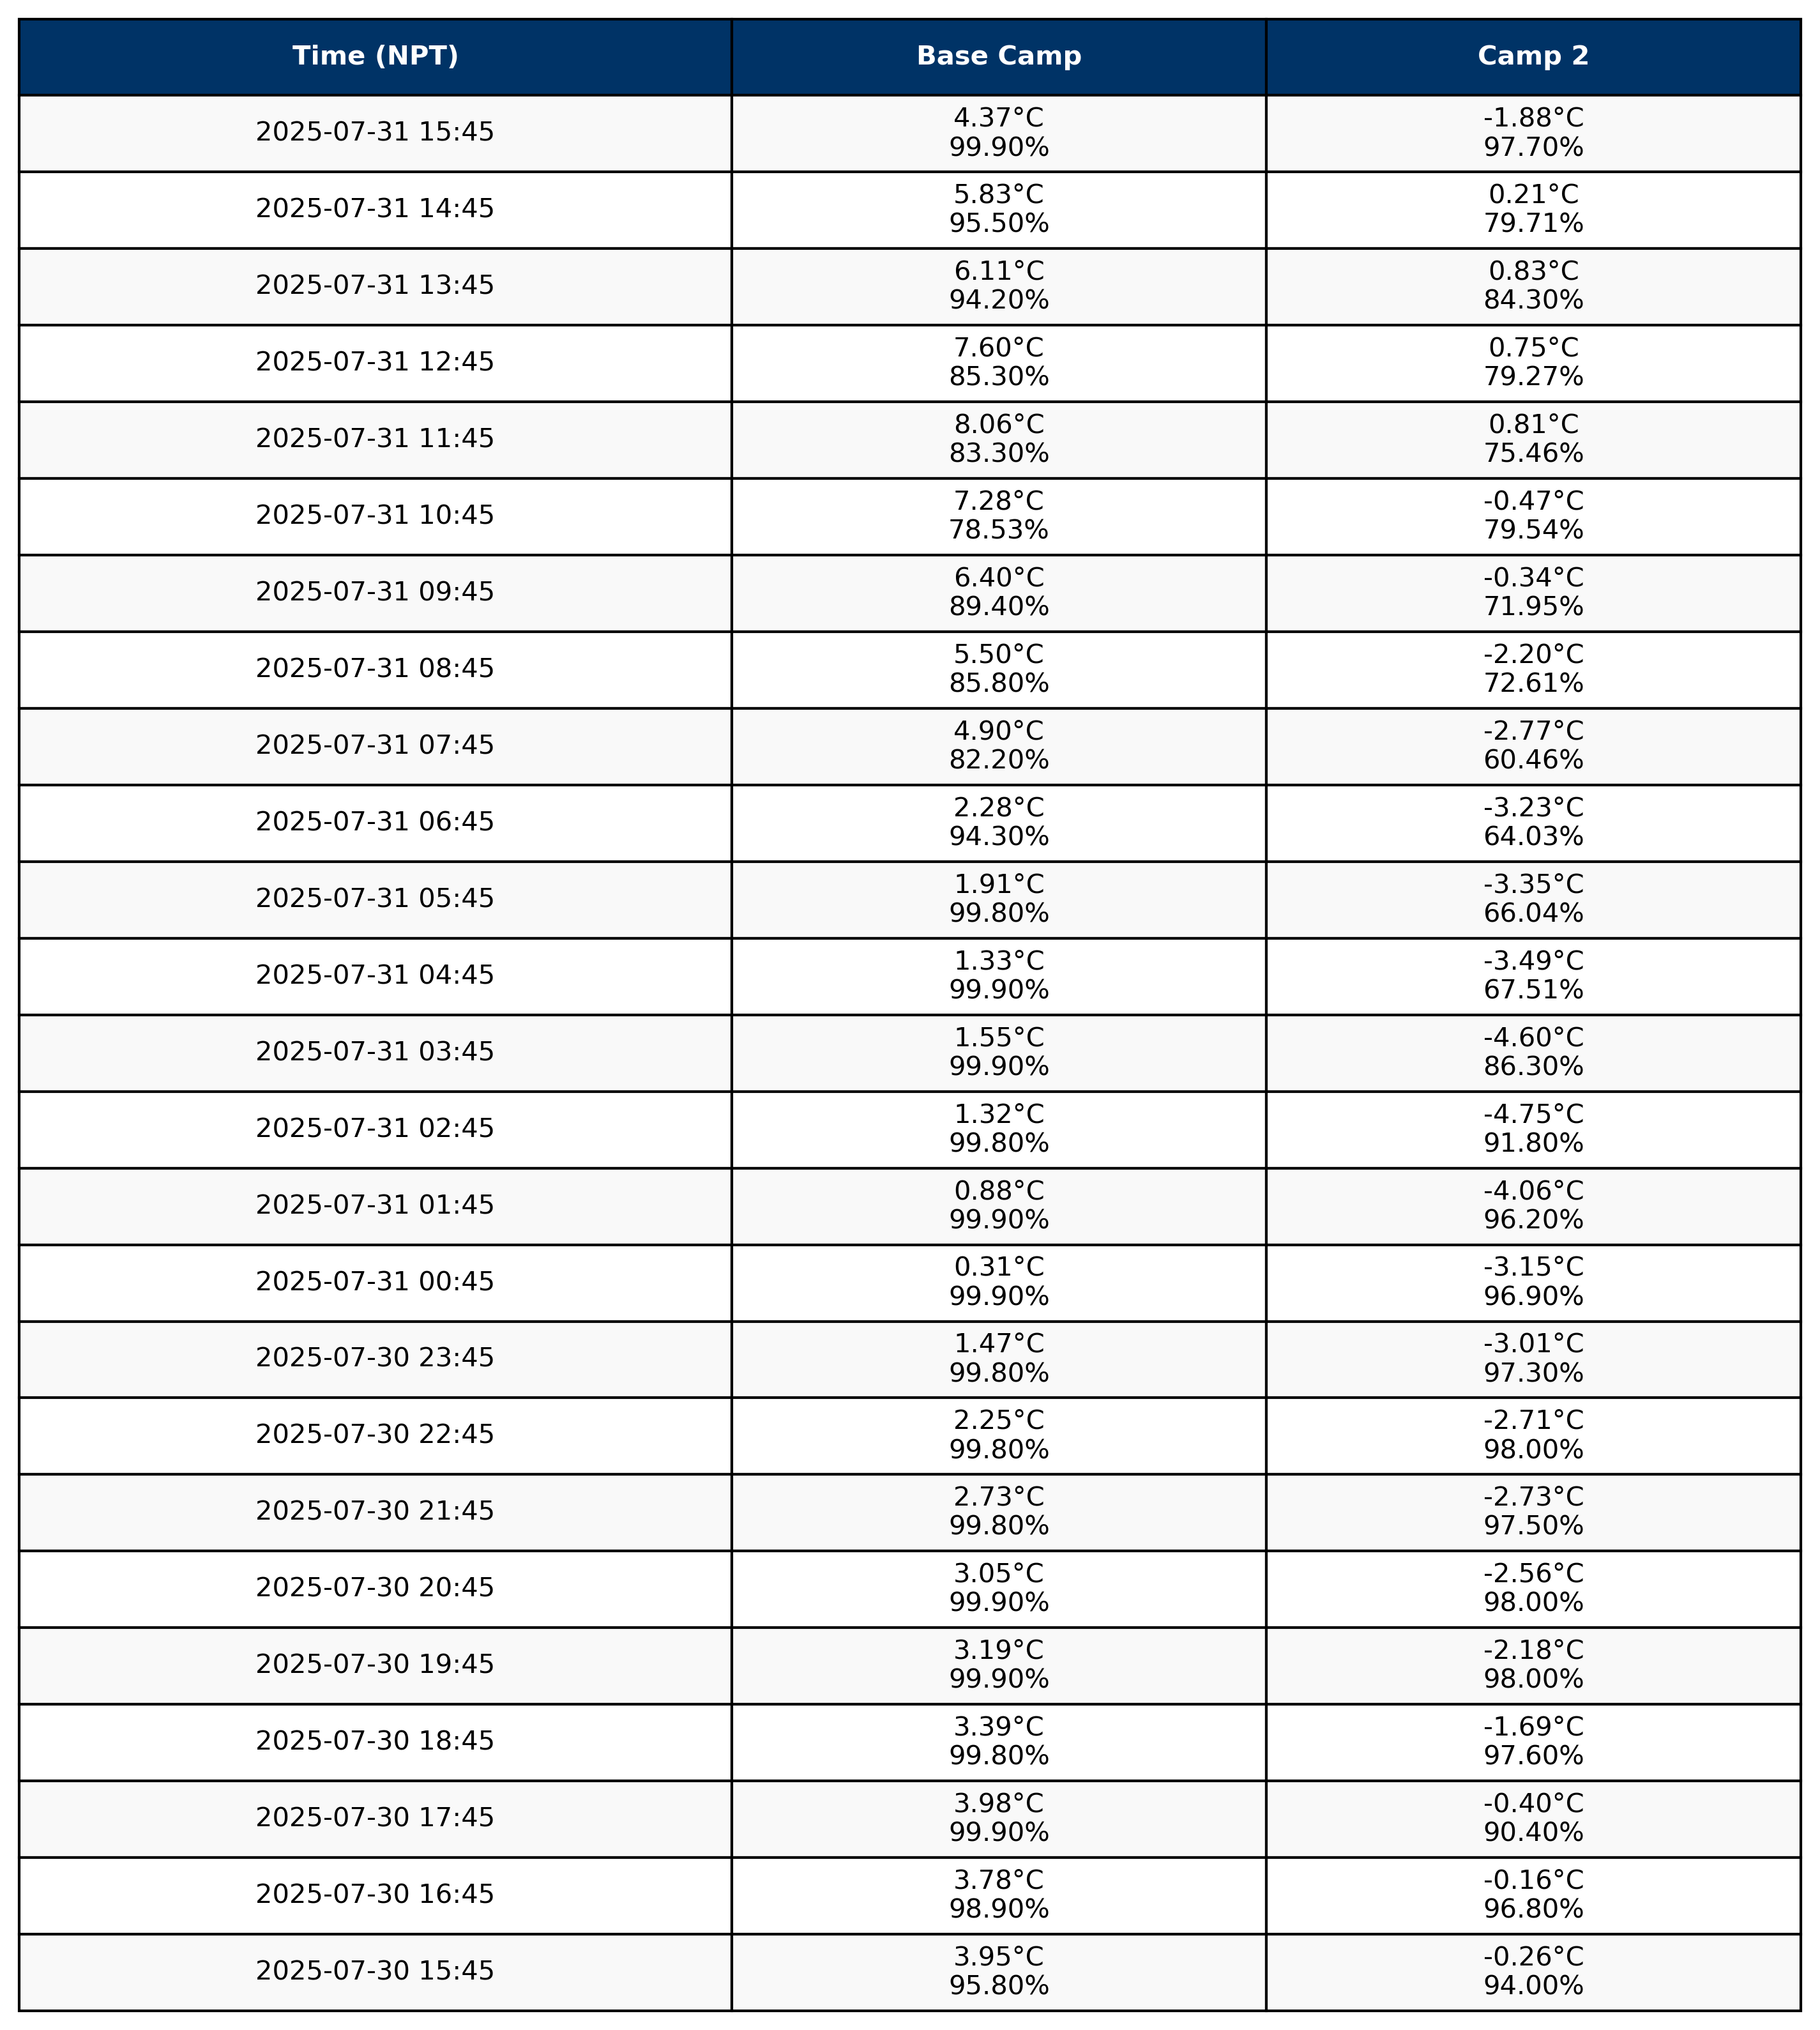 Time (NPT) Base Camp Camp 2
4.37°C -1.88°C
2025-07-31 15:45
99.90% 97.70%
5.83°C 0.21°C
2025-07-31 14:45
95.50% 79.71%
6.11°C 0.83°C
2025-07-31 13:45
94.20% 84.30%
7.60°C 0.75°C
2025-07-31 12:45
85.30% 79.27%
8.06°C 0.81°C
2025-07-31 11:45
83.30% 75.46%
7.28°C -0.47°C
2025-07-31 10:45
78.53% 79.54%
6.40°C -0.34°C
2025-07-31 09:45
89.40% 71.95%
5.50°C -2.20°C
2025-07-31 08:45
85.80% 72.61%
4.90°C -2.77°C
2025-07-31 07:45
82.20% 60.46%
2.28°C -3.23°C
2025-07-31 06:45
94.30% 64.03%
1.91°C -3.35°C
2025-07-31 05:45
99.80% 66.04%
1.33°C -3.49°C
2025-07-31 04:45
99.90% 67.51%
1.55°C -4.60°C
2025-07-31 03:45
99.90% 86.30%
1.32°C -4.75°C
2025-07-31 02:45
99.80% 91.80%
0.88°C -4.06°C
2025-07-31 01:45
99.90% 96.20%
0.31°C -3.15°C
2025-07-31 00:45
99.90% 96.90%
1.47°C -3.01°C
2025-07-30 23:45
99.80% 97.30%
2.25°C -2.71°C
2025-07-30 22:45
99.80% 98.00%
2.73°C -2.73°C
2025-07-30 21:45
99.80% 97.50%
3.05°C -2.56°C
2025-07-30 20:45
99.90% 98.00%
3.19°C -2.18°C
2025-07-30 19:45
99.90% 98.00%
3.39°C -1.69°C
2025-07-30 18:45
99.80% 97.60%
3.98°C -0.40°C
2025-07-30 17:45
99.90% 90.40%
3.78°C -0.16°C
2025-07-30 16:45
98.90% 96.80%
3.95°C -0.26°C
2025-07-30 15:45
95.80% 94.00%